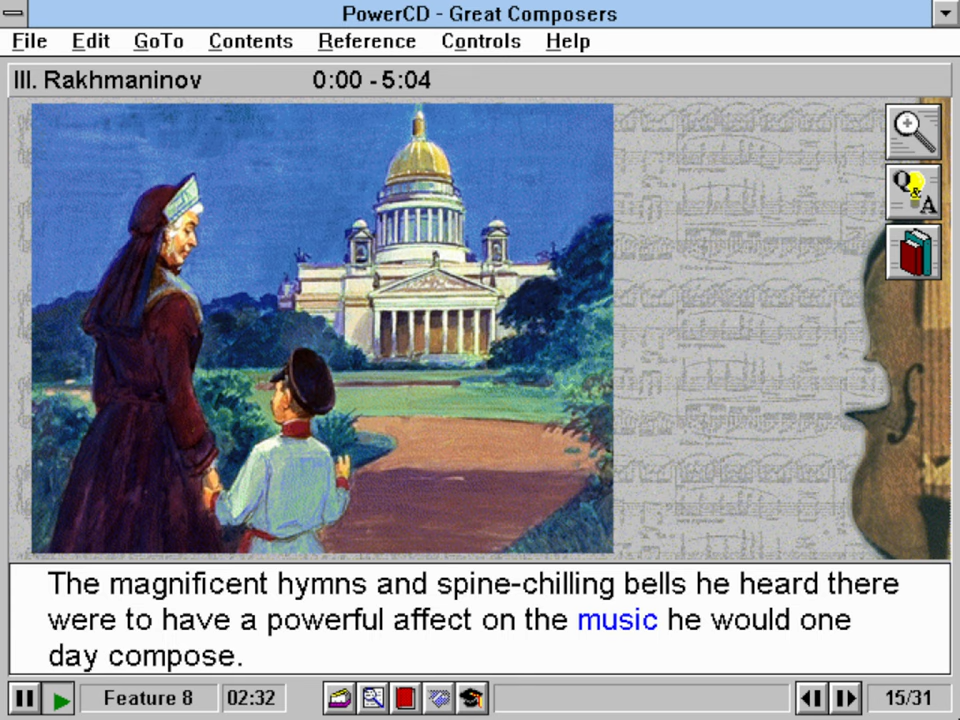 PowerCD - Great Composers
File Edit GoTo Contents Reference Controls Help
III. Rakhmaninov 0:00 - 5:04
Q & A
The magnificent hymns and spine-chilling bells he heard there
were to have a powerful affect on the music he would one
day compose.
Feature 8 02:32 15/31